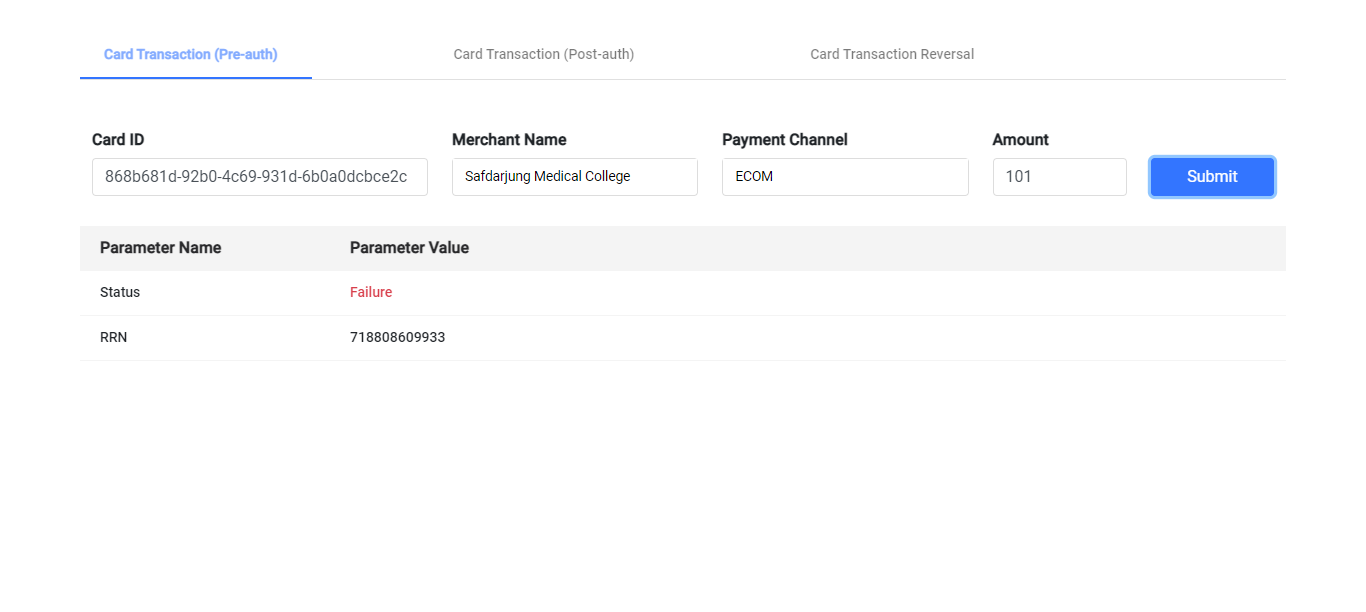 Card Transaction (Pre-auth) Card Transaction (Post-auth) Card Transaction Reversal
Card ID Merchant Name Payment Channel Amount
868b681d-92b0-4c69-931d-6b0a0dcbce2c Safdarjung Medical College ECOM 101 Submit
Parameter Name Parameter Value
Status Failure
RRN 718808609933